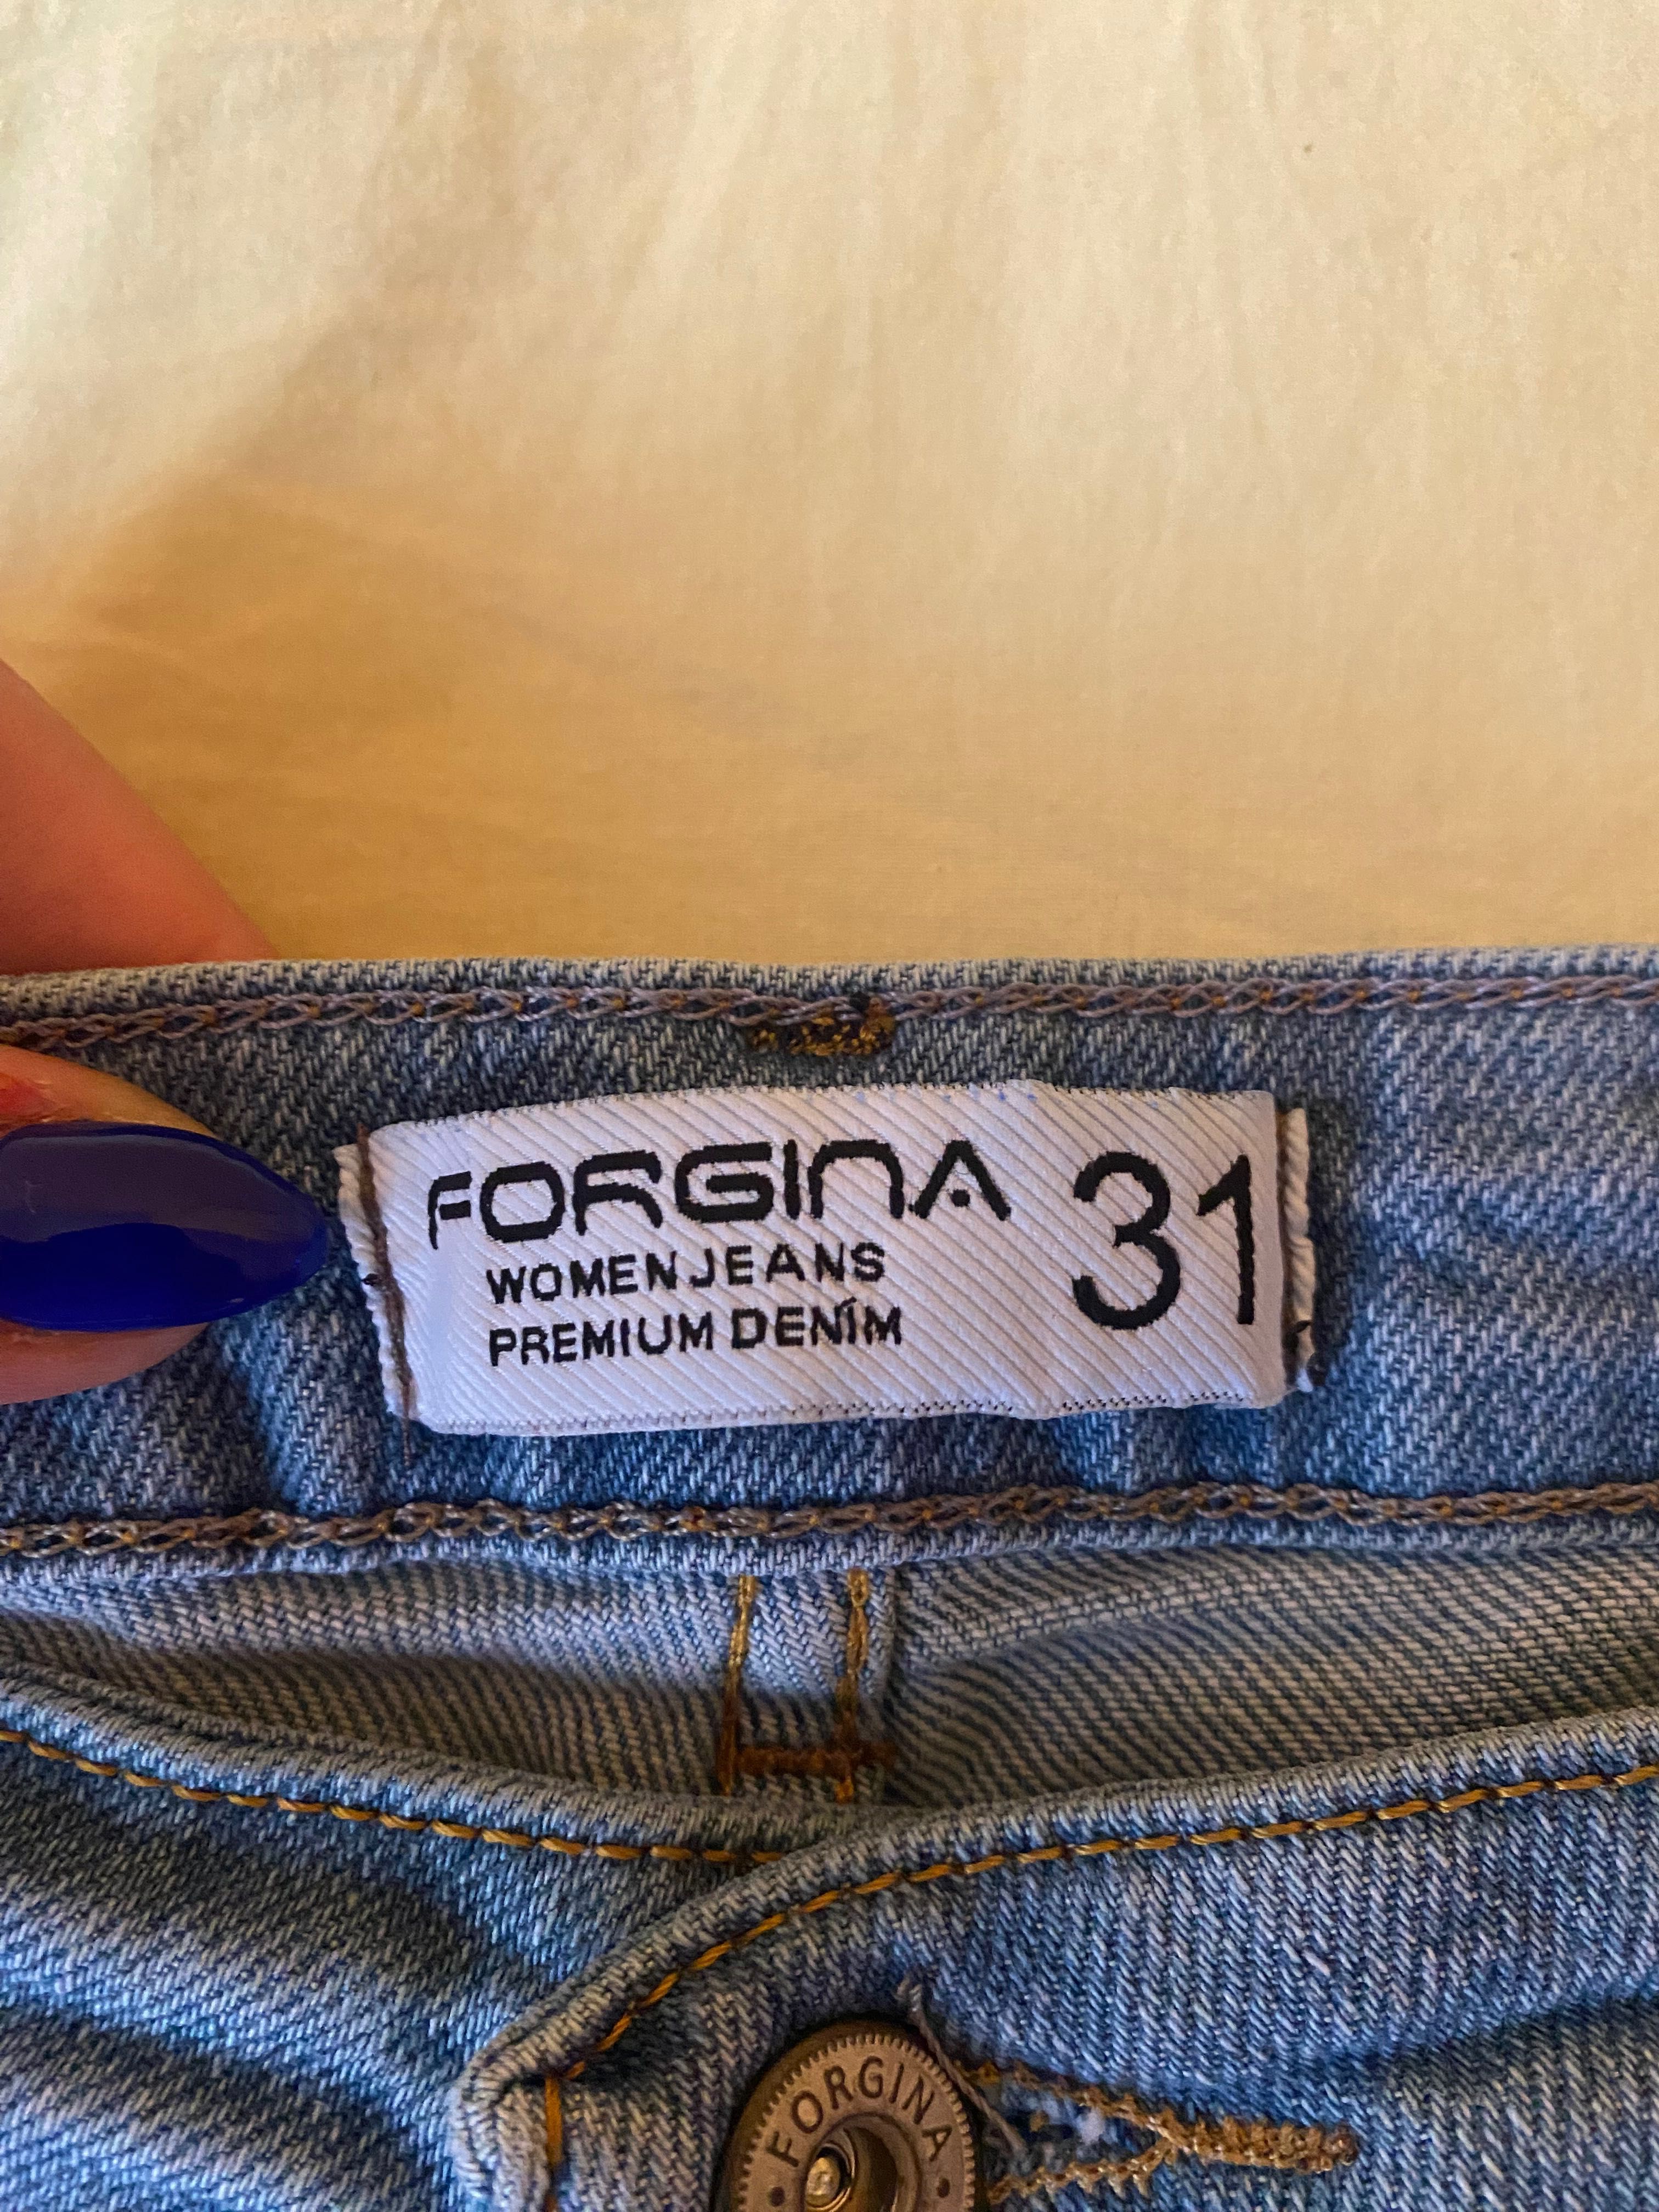 FORGINA 31
WOMEN JEANS
PREMIUM DENİM
FORGINA